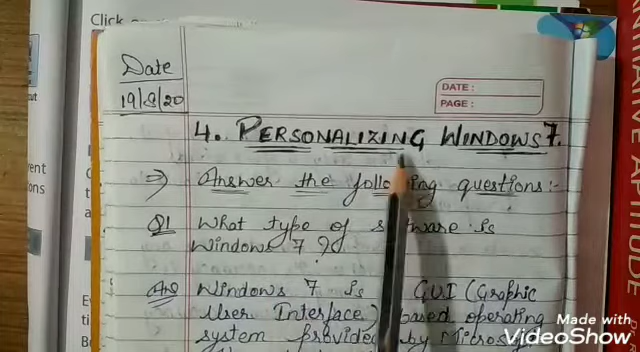 Click
Date
19/8/20
DATE :
PAGE :
4. PERSONALIZING WINDOWS 7.
⇒ Answer the following questions :-
Q1 What type of software is
Windows 7 ?
Ans Windows 7 is a GUI (Graphic
User Interface) based operating
system provided by Micros
Made with
VideoShow